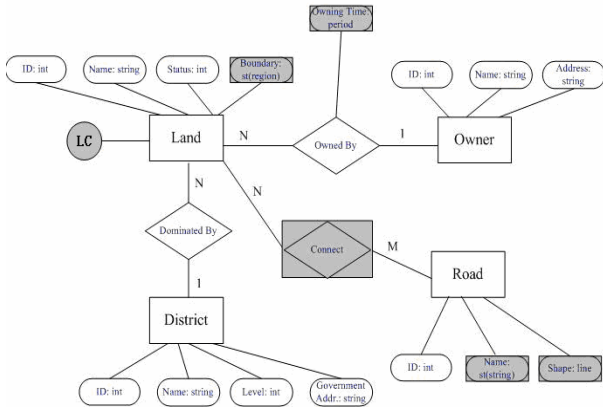 Owning Time:
period
ID: int
Name: string
Status: int
Boundary:
st(region)
ID: int
Name: string
Address:
string
LC
Land
N
Owned By
1
Owner
N
N
Dominated By
Connect
M
Road
1
District
ID: int
Name:
st(string)
Shape: line
ID: int
Name: string
Level: int
Government
Addr.: string